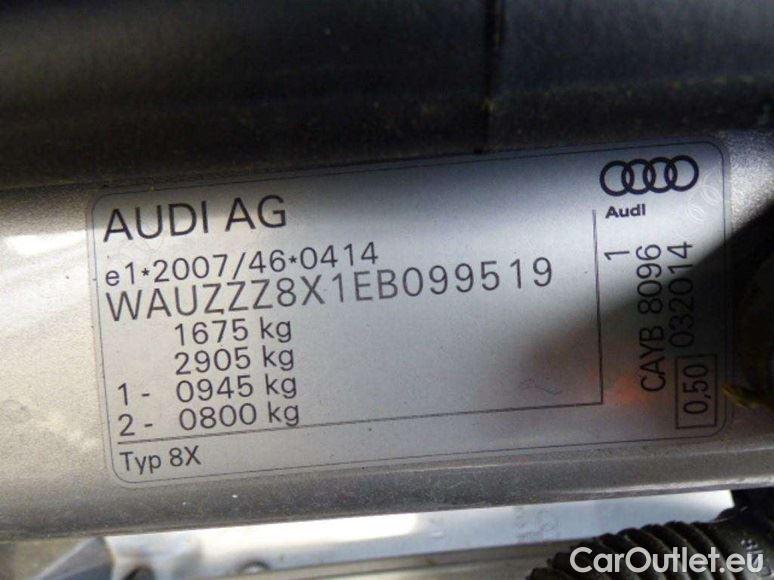 AUDI AG
Audi
e1*2007/46*0414
WAUZZZ8X1EB099519
1675 kg
2905 kg
1 - 0945 kg
2 - 0800 kg
Typ 8X
1
CAYB 8096
032014
0,50
CarOutlet.eu